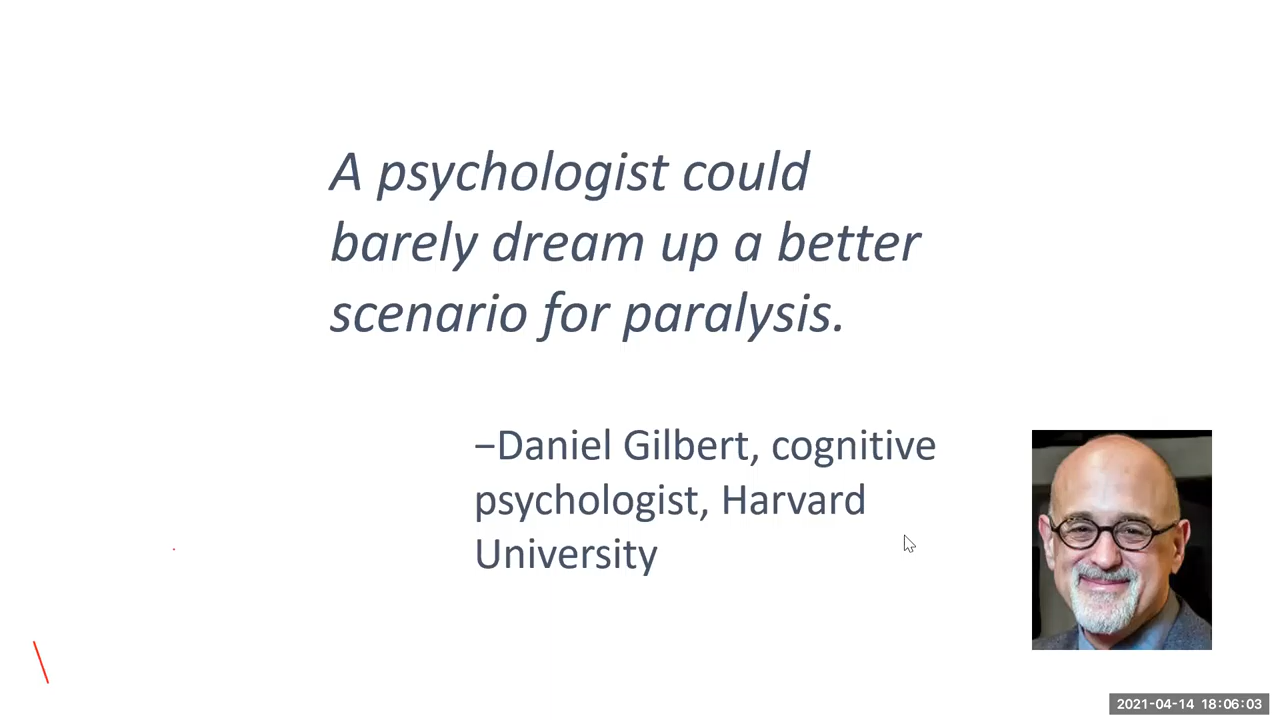 A psychologist could
barely dream up a better
scenario for paralysis.
–Daniel Gilbert, cognitive
psychologist, Harvard
University
2021-04-14 18:06:03